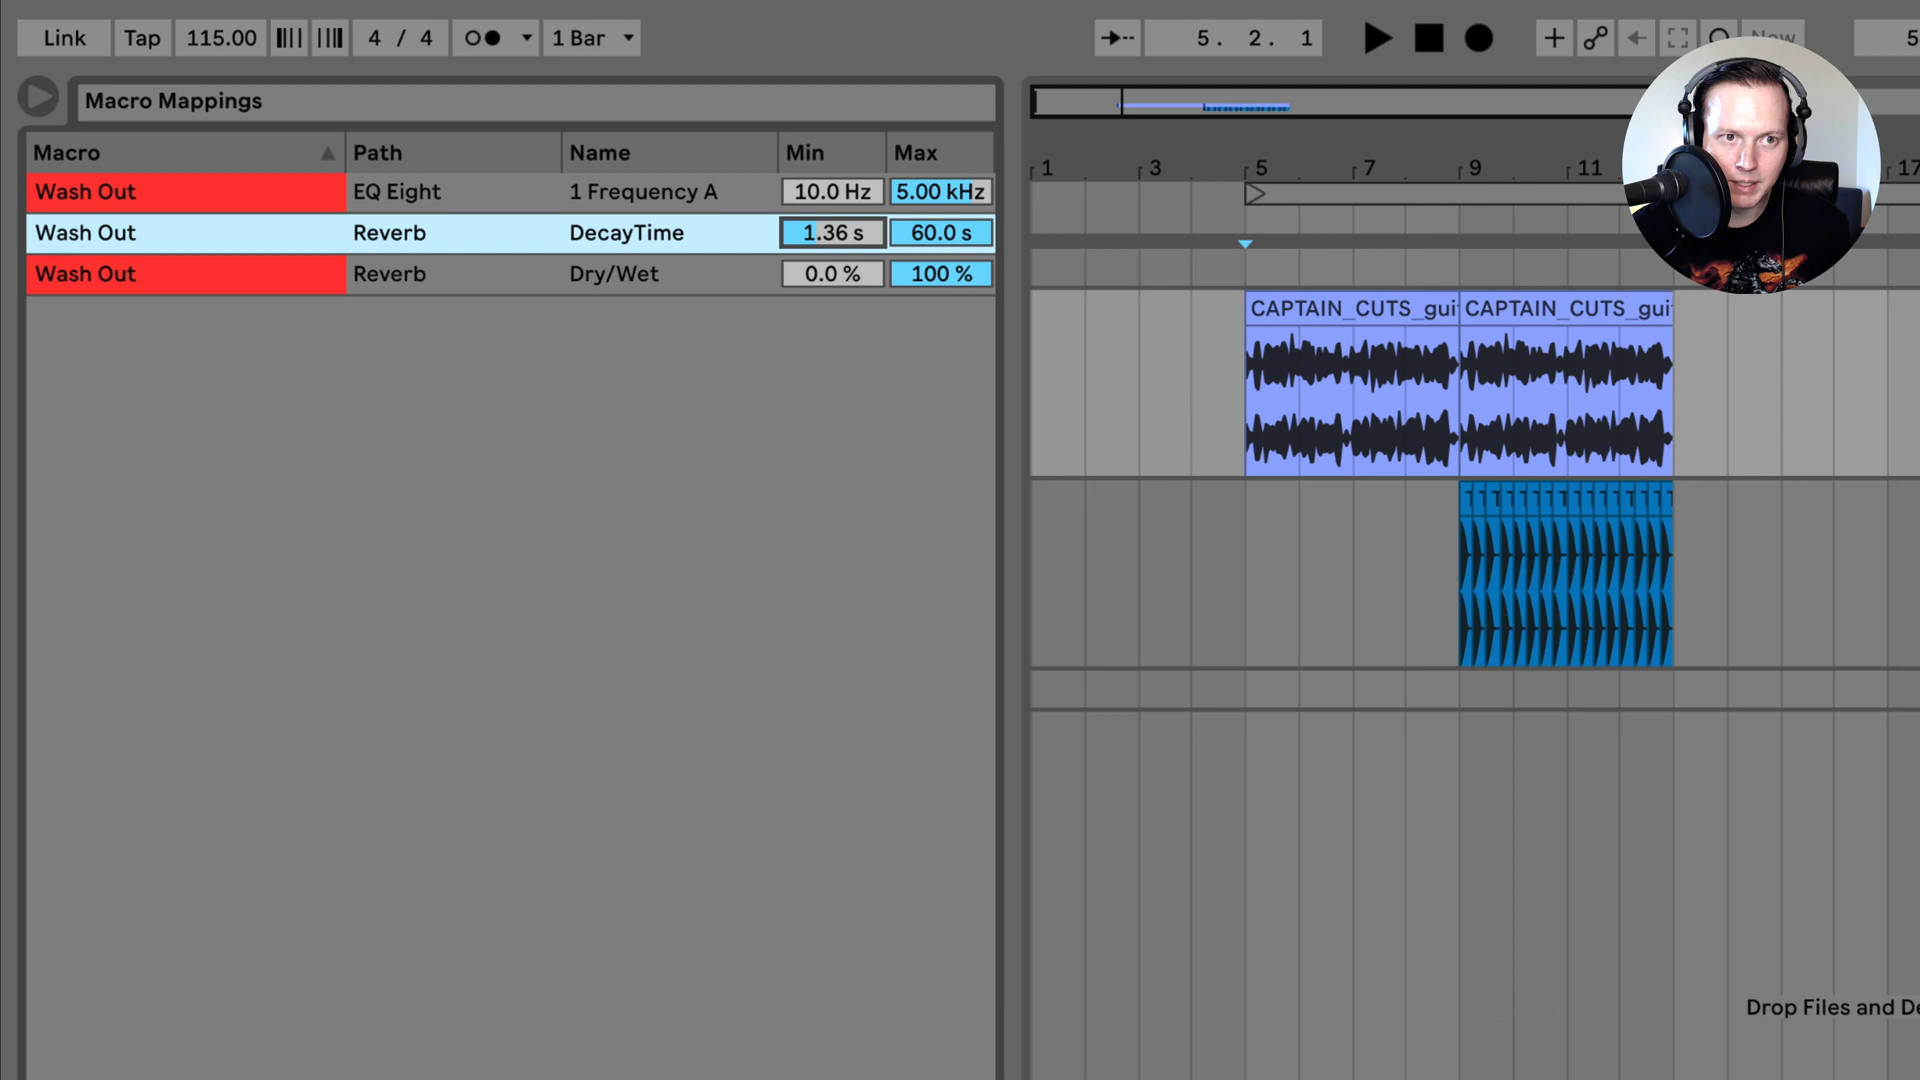 Link Tap 115.00 4 / 4 1 Bar 5. 2. 1 New 5
Macro Mappings
Macro Path Name Min Max
1 3 5 7 9 11 17
Wash Out EQ Eight 1 Frequency A 10.0 Hz 5.00 kHz
Wash Out Reverb DecayTime 1.36 s 60.0 s
Wash Out Reverb Dry/Wet 0.0 % 100 %
CAPTAIN_CUTS_gui CAPTAIN_CUTS_gui
T T T T T T T T T T T T T T T T
Drop Files and De